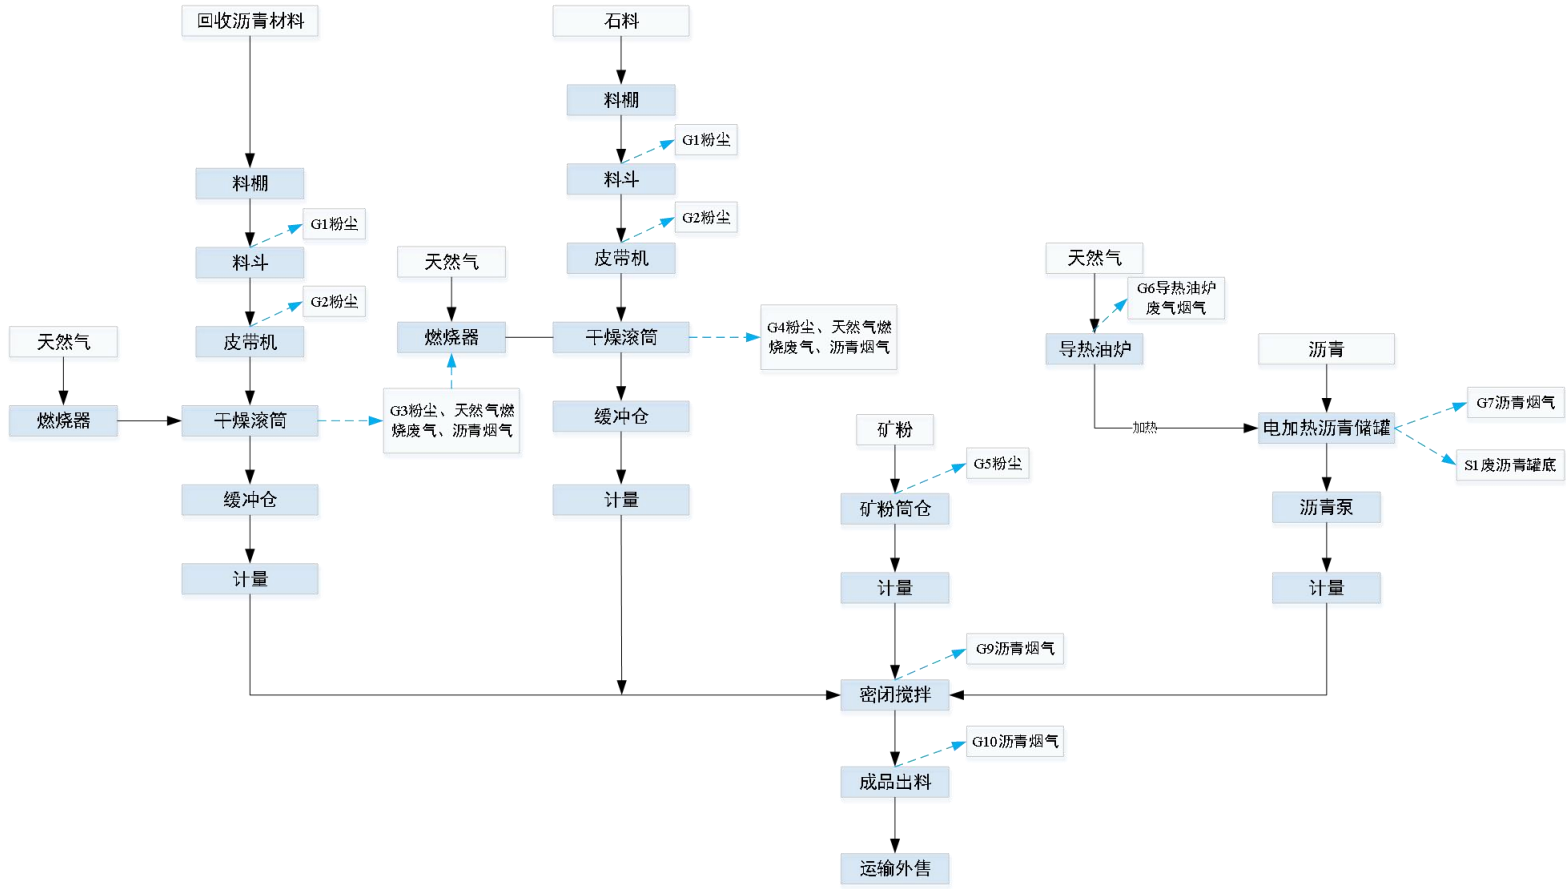 回收沥青材料
石料
料棚
G1粉尘
料棚
料斗
G1粉尘
G2粉尘
料斗
天然气
皮带机
天然气
G6导热油炉
废气烟气
G2粉尘
天然气
皮带机
燃烧器
干燥滚筒
G4粉尘、天然气燃
烧废气、沥青烟气
导热油炉
沥青
燃烧器
干燥滚筒
G3粉尘、天然气燃
烧废气、沥青烟气
缓冲仓
矿粉
加热
电加热沥青储罐
G7沥青烟气
S1废沥青罐底
G5粉尘
缓冲仓
计量
矿粉筒仓
沥青泵
计量
计量
计量
G9沥青烟气
密闭搅拌
G10沥青烟气
成品出料
运输外售